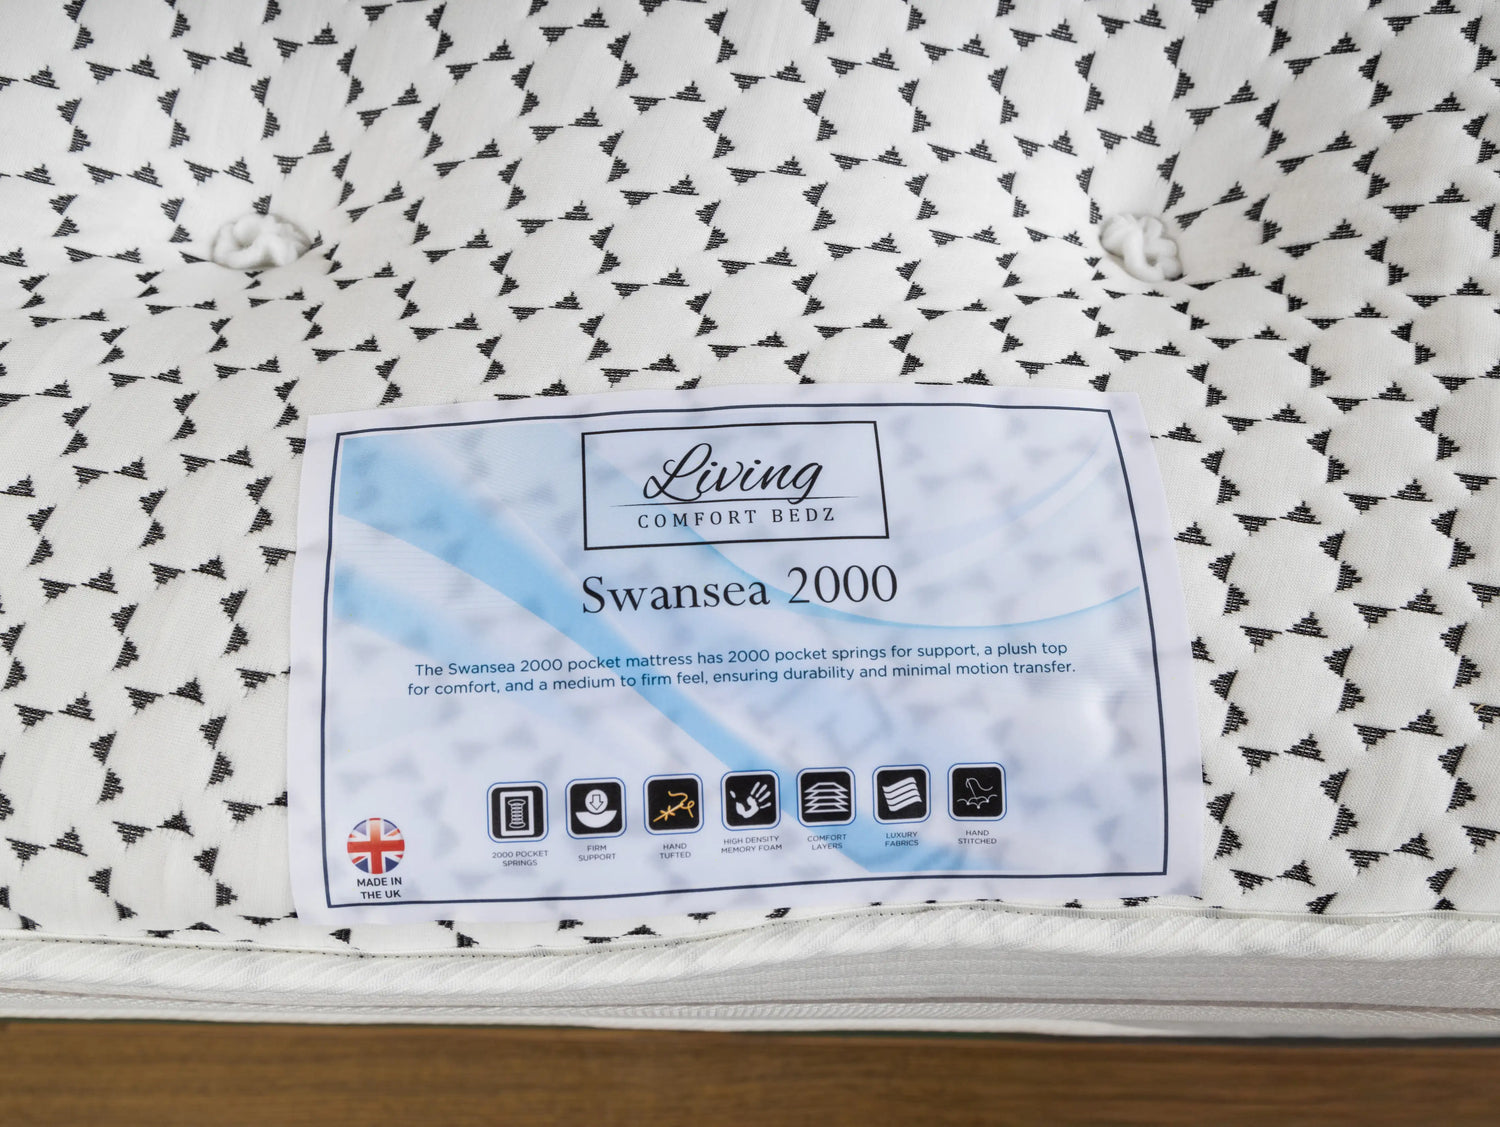 Living
COMFORT BEDZ
Swansea 2000
The Swansea 2000 pocket mattress has 2000 pocket springs for support, a plush top
for comfort, and a medium to firm feel, ensuring durability and minimal motion transfer.
2000 POCKET
SPRINGS
FIRM
SUPPORT
HAND
TUFTED
HIGH DENSITY
MEMORY FOAM
COMFORT
LAYERS
LUXURY
FABRICS
HAND
STITCHED
MADE IN
THE UK